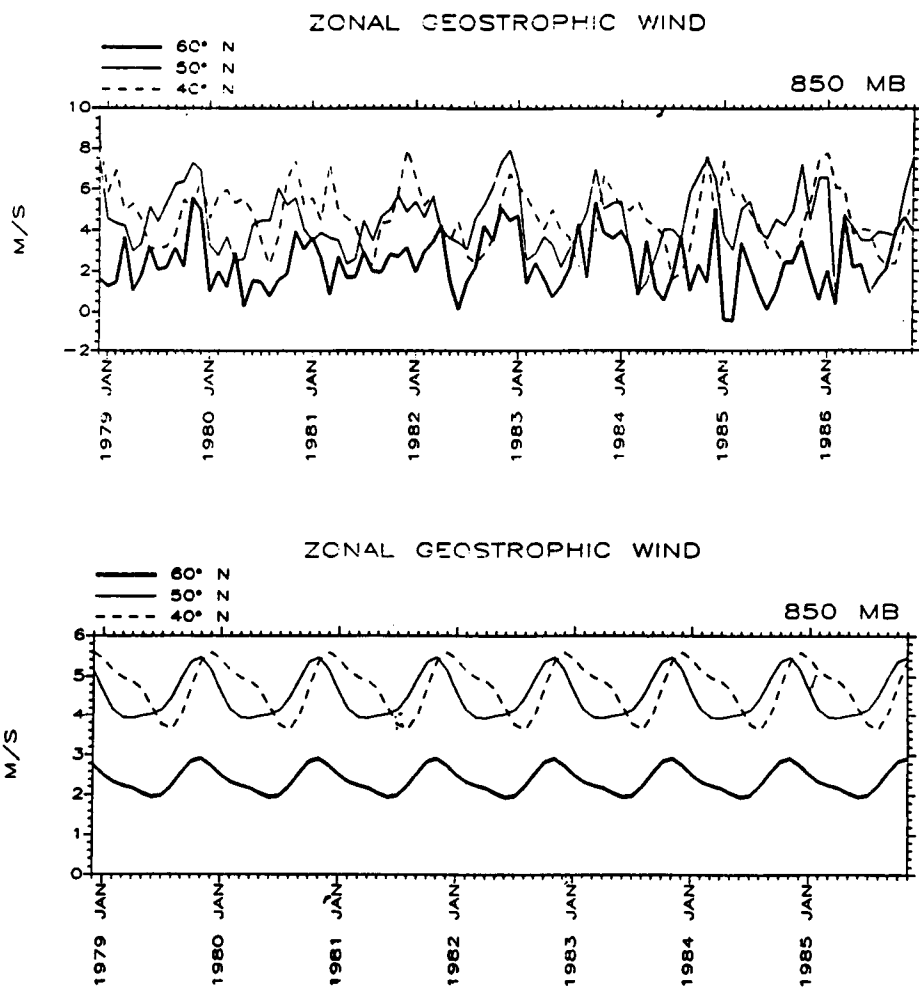 ZONAL GEOSTROPHIC WIND
60° N
50° N
40° N
850 MB
10
8
6
4
2
0
-2
M/S
1979 JAN
1980 JAN
1981 JAN
1982 JAN
1983 JAN
1984 JAN
1985 JAN
1986 JAN
ZONAL GEOSTROPHIC WIND
60° N
50° N
40° N
850 MB
6
5
4
3
2
1
0
M/S
1979 JAN
1980 JAN
1981 JAN
1982 JAN
1983 JAN
1984 JAN
1985 JAN